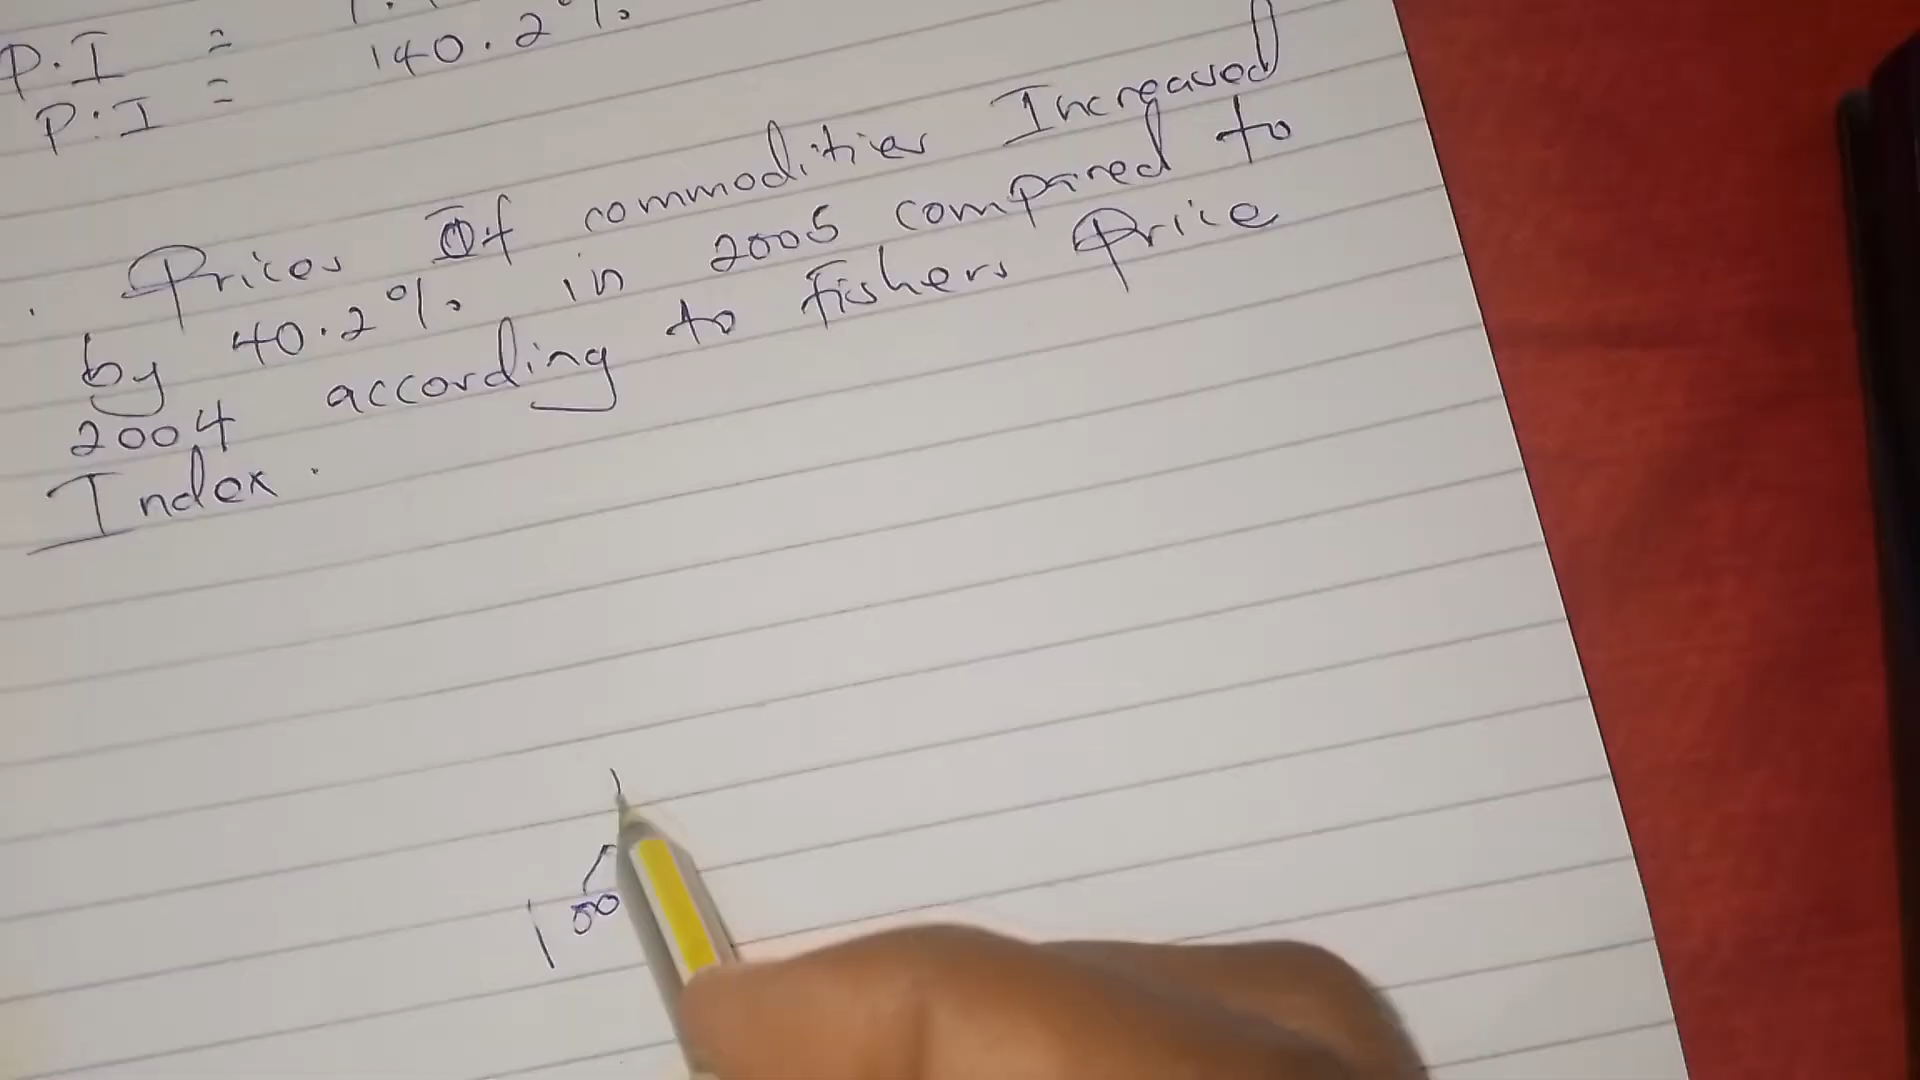 P.I =
P.I = 140.2%
Prices Of commodities Increased
by 40.2% in 2005 compared to
2004 according to fishers Price
Index.
100